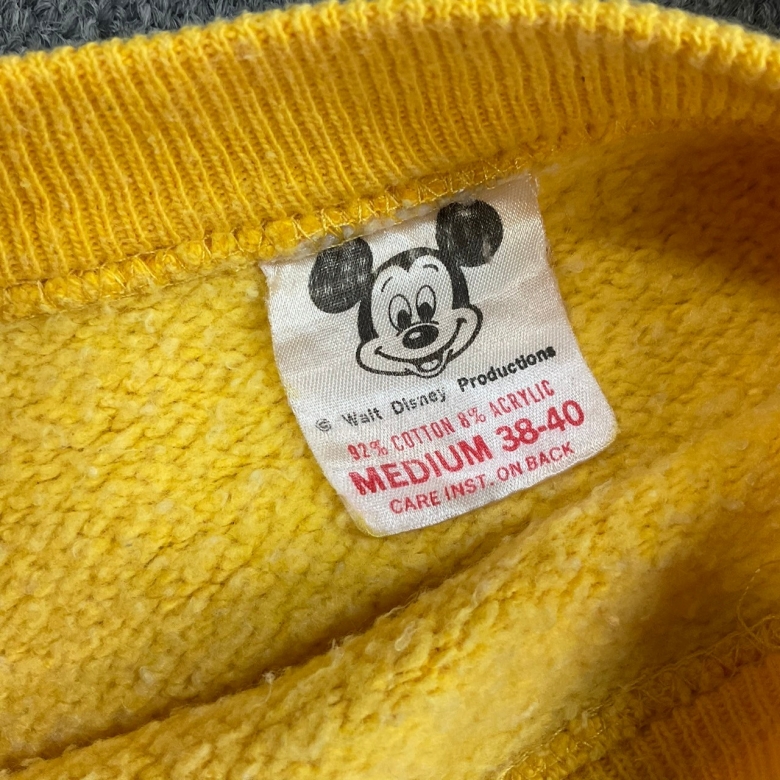 © Walt Disney Productions
92% COTTON 8% ACRYLIC
MEDIUM 38-40
CARE INST. ON BACK